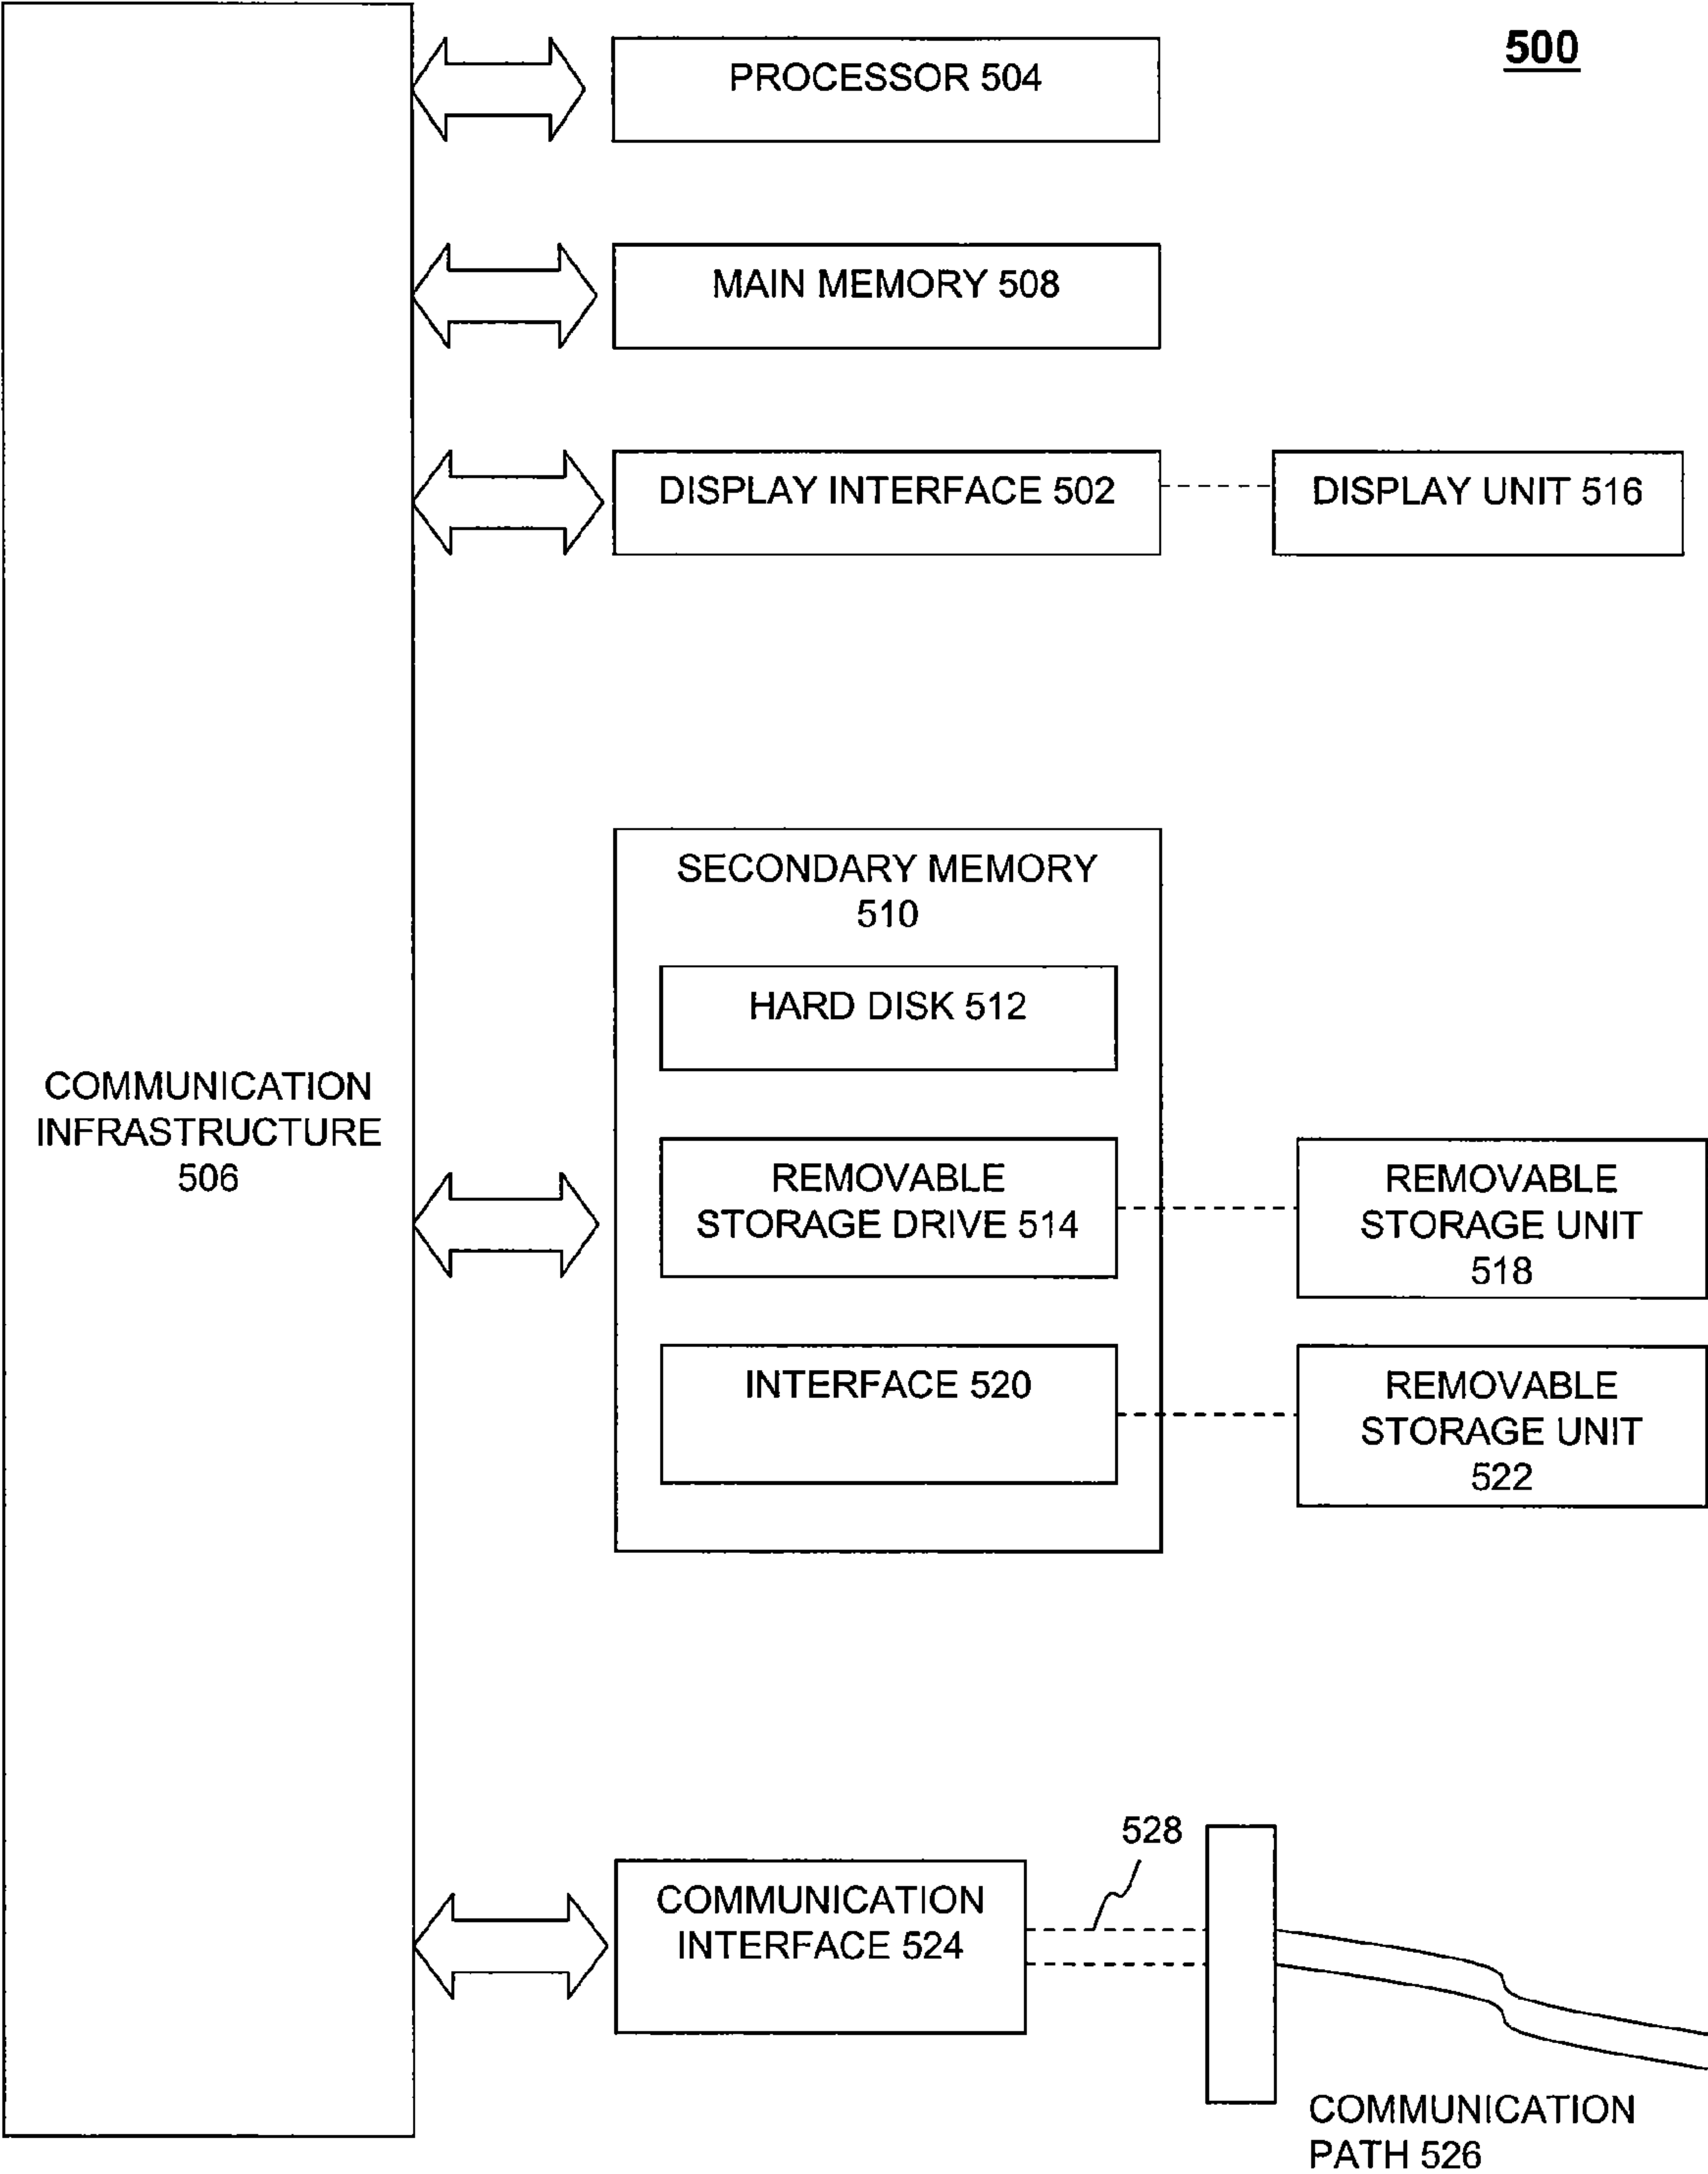 500
PROCESSOR 504
MAIN MEMORY 508
DISPLAY INTERFACE 502
DISPLAY UNIT 516
SECONDARY MEMORY
510
HARD DISK 512
COMMUNICATION
INFRASTRUCTURE
506
REMOVABLE
STORAGE DRIVE 514
REMOVABLE
STORAGE UNIT
518
INTERFACE 520
REMOVABLE
STORAGE UNIT
522
528
COMMUNICATION
INTERFACE 524
COMMUNICATION
PATH 526